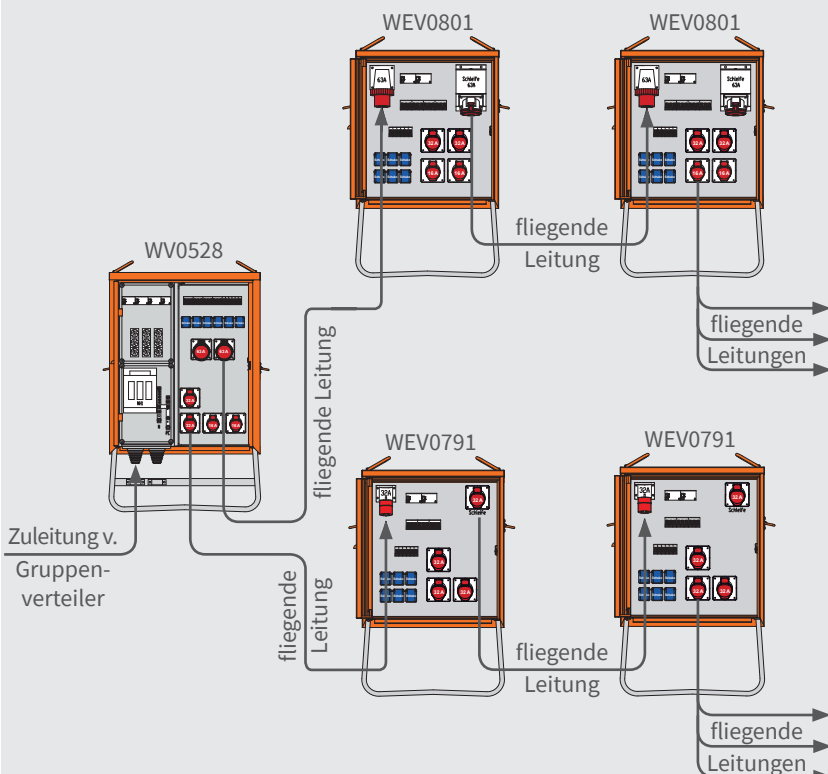 WEV0801
WEV0801
63A
Schleife
63A
32A
32A
16A
16A
63A
Schleife
63A
32A
32A
16A
16A
fliegende
Leitung
WV0528
63A
63A
32A
32A
16A
16A
fliegende Leitung
fliegende
Leitungen
WEV0791
WEV0791
32A
32A
Schleife
32A
32A
32A
32A
32A
Schleife
32A
32A
32A
Zuleitung v.
Gruppen-
verteiler
fliegende
Leitung
fliegende
Leitung
fliegende
Leitungen